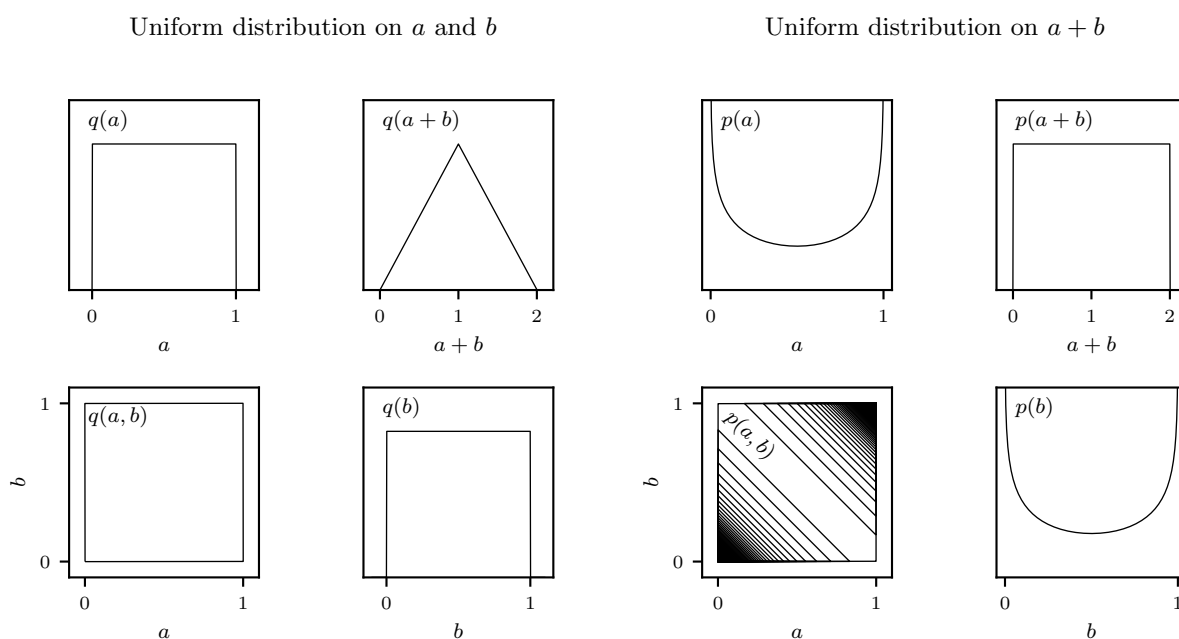 Uniform distribution on a and b
Uniform distribution on a + b
q(a)
0 1
a
q(a + b)
0 1 2
a + b
p(a)
0 1
a
p(a + b)
0 1 2
a + b
q(a, b)
1
0
b
0 1
a
q(b)
0 1
b
p(a, b)
1
0
b
0 1
a
p(b)
0 1
b